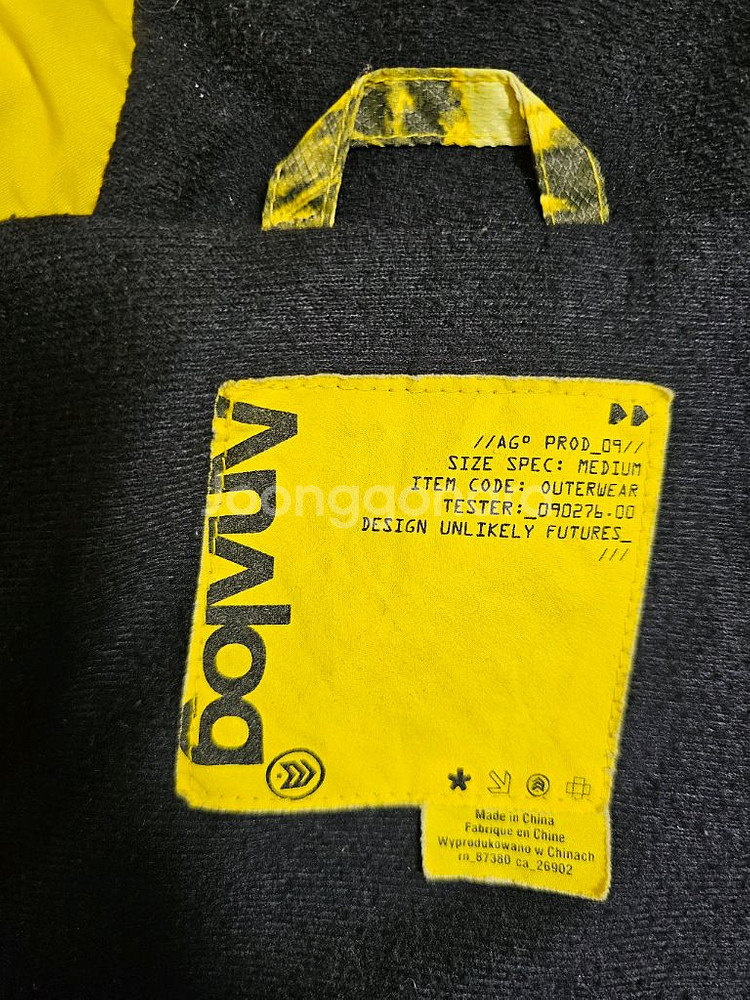 ▶▶
//AG° PROD_09//
SIZE SPEC: MEDIUM
ITEM CODE: OUTERWEAR
TESTER:_090276.00
DESIGN UNLIKELY FUTURES_
///
analog
Made in China
Fabriqué en Chine
Wyprodukowano w Chinach
rn_87380 ca_26902